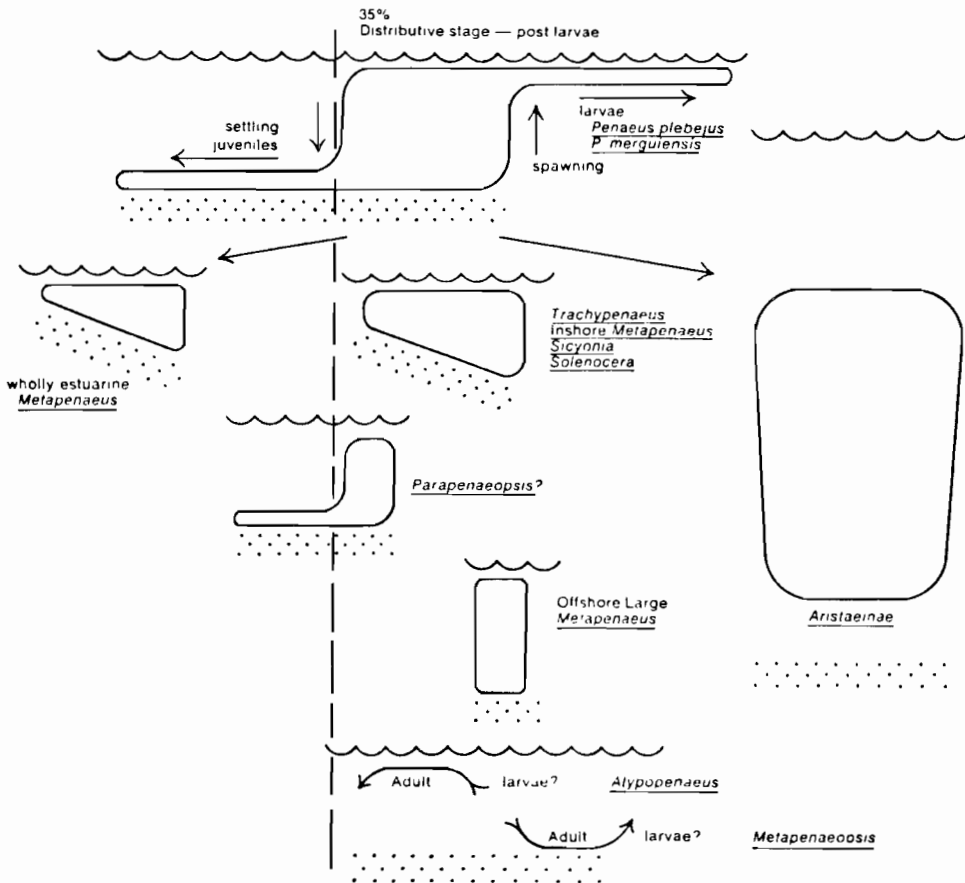 35%
Distributive stage — post larvae
settling
juveniles
larvae
Penaeus plebejus
P merguiensis
spawning
Trachypenaeus
Inshore Metapenaeus
Sicyonia
Solenocera
wholly estuarine
Metapenaeus
Parapenaeopsis?
Offshore Large
Metapenaeus
Aristaeinae
Adult
larvae?
Atypopenaeus
Adult
larvae?
Metapenaeopsis